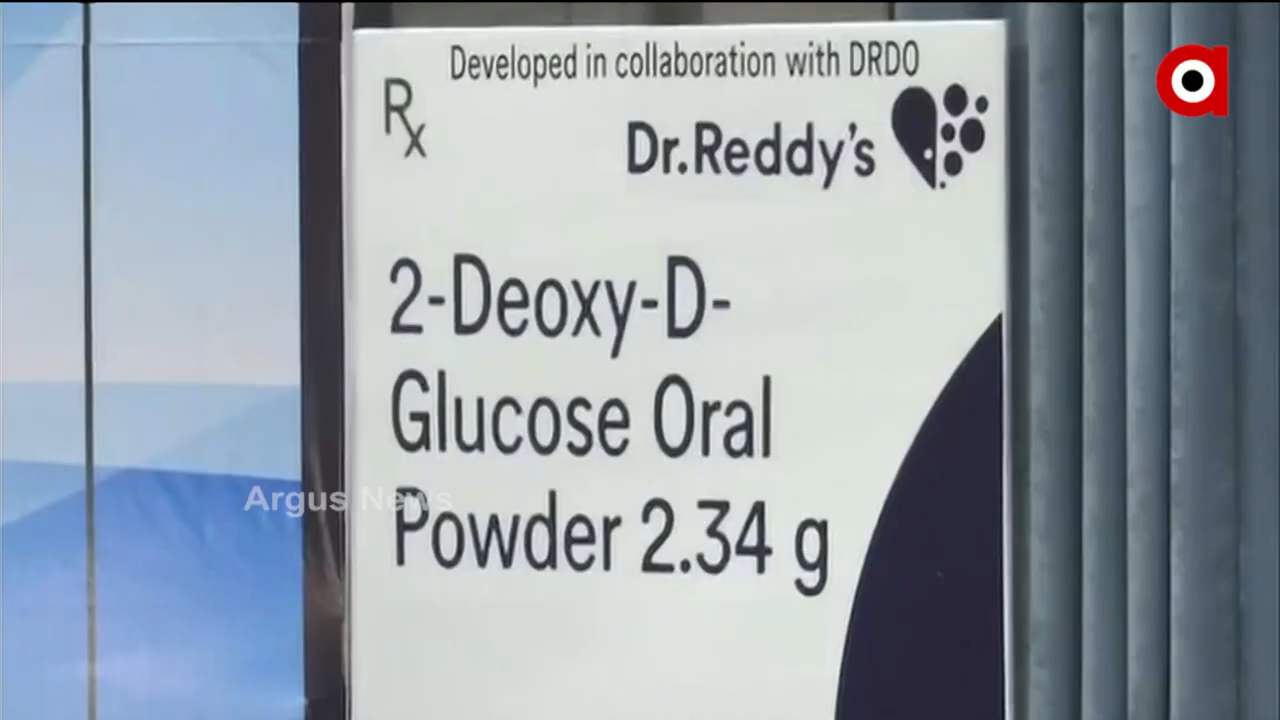 Developed in collaboration with DRDO
Rx
Dr.Reddy's
2-Deoxy-D-
Glucose Oral
Powder 2.34 g
Argus News